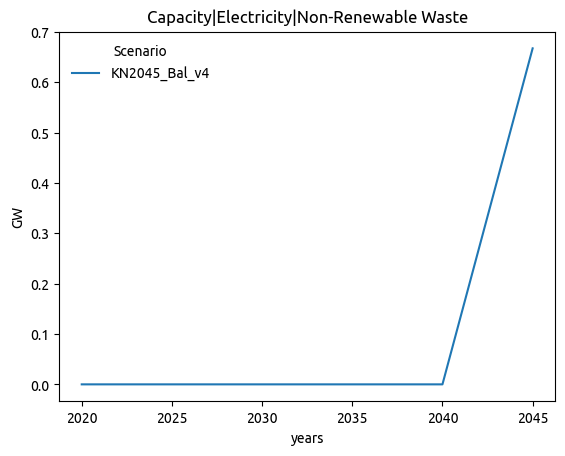 Capacity|Electricity|Non-Renewable Waste
0.7
Scenario
KN2045_Bal_v4
0.6
0.5
0.4
0.3
0.2
0.1
0.0
GW
2020 2025 2030 2035 2040 2045
years